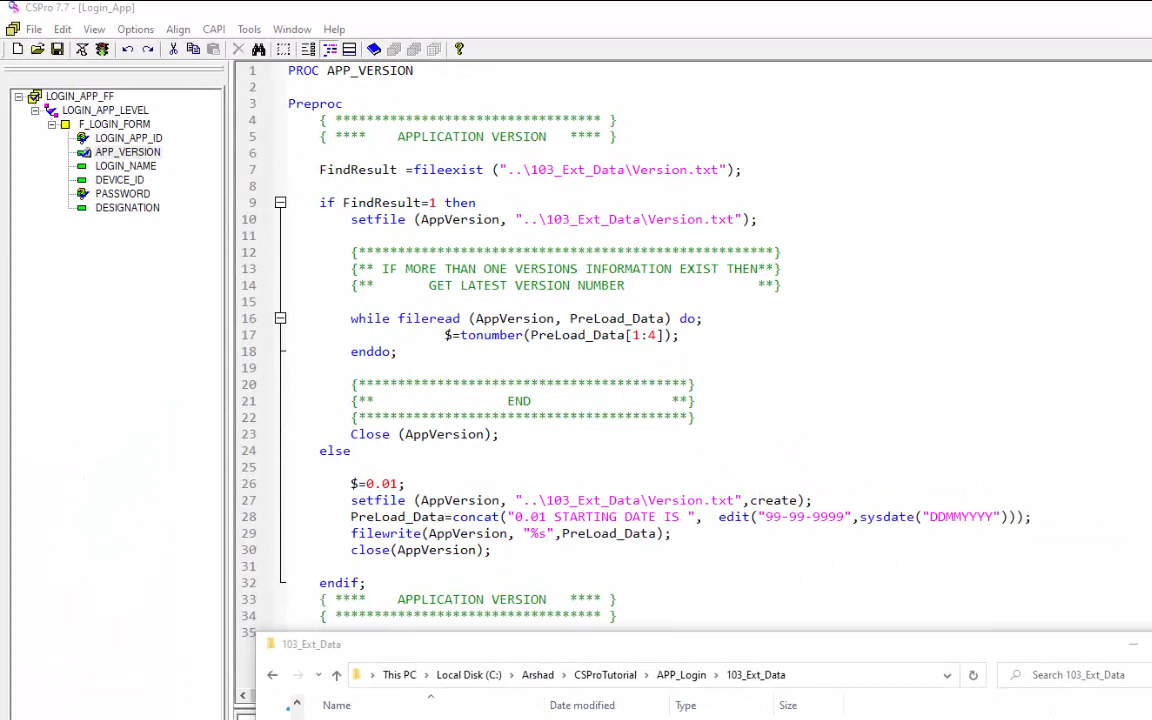 CSPro 7.7 - [Login_App]
File Edit View Options Align CAPI Tools Window Help
LOGIN_APP_FF
LOGIN_APP_LEVEL
F_LOGIN_FORM
LOGIN_APP_ID
APP_VERSION
LOGIN_NAME
DEVICE_ID
PASSWORD
DESIGNATION
1 PROC APP_VERSION
2
3 Preproc
4 { ********************************** }
5 { **** APPLICATION VERSION **** }
6
7 FindResult =fileexist ("..\103_Ext_Data\Version.txt");
8
9 if FindResult=1 then
10 setfile (AppVersion, "..\103_Ext_Data\Version.txt");
11
12 {*****************************************************}
13 {** IF MORE THAN ONE VERSIONS INFORMATION EXIST THEN**}
14 {** GET LATEST VERSION NUMBER **}
15
16 while fileread (AppVersion, PreLoad_Data) do;
17 $=tonumber(PreLoad_Data[1:4]);
18 enddo;
19
20 {******************************************}
21 {** END **}
22 {******************************************}
23 Close (AppVersion);
24 else
25
26 $=0.01;
27 setfile (AppVersion, "..\103_Ext_Data\Version.txt",create);
28 PreLoad_Data=concat("0.01 STARTING DATE IS ", edit("99-99-9999",sysdate("DDMMYYYY")));
29 filewrite(AppVersion, "%s",PreLoad_Data);
30 close(AppVersion);
31
32 endif;
33 { **** APPLICATION VERSION **** }
34 { ********************************** }
35
103_Ext_Data
This PC > Local Disk (C:) > Arshad > CSProTutorial > APP_Login > 103_Ext_Data
Search 103_Ext_Data
Name Date modified Type Size